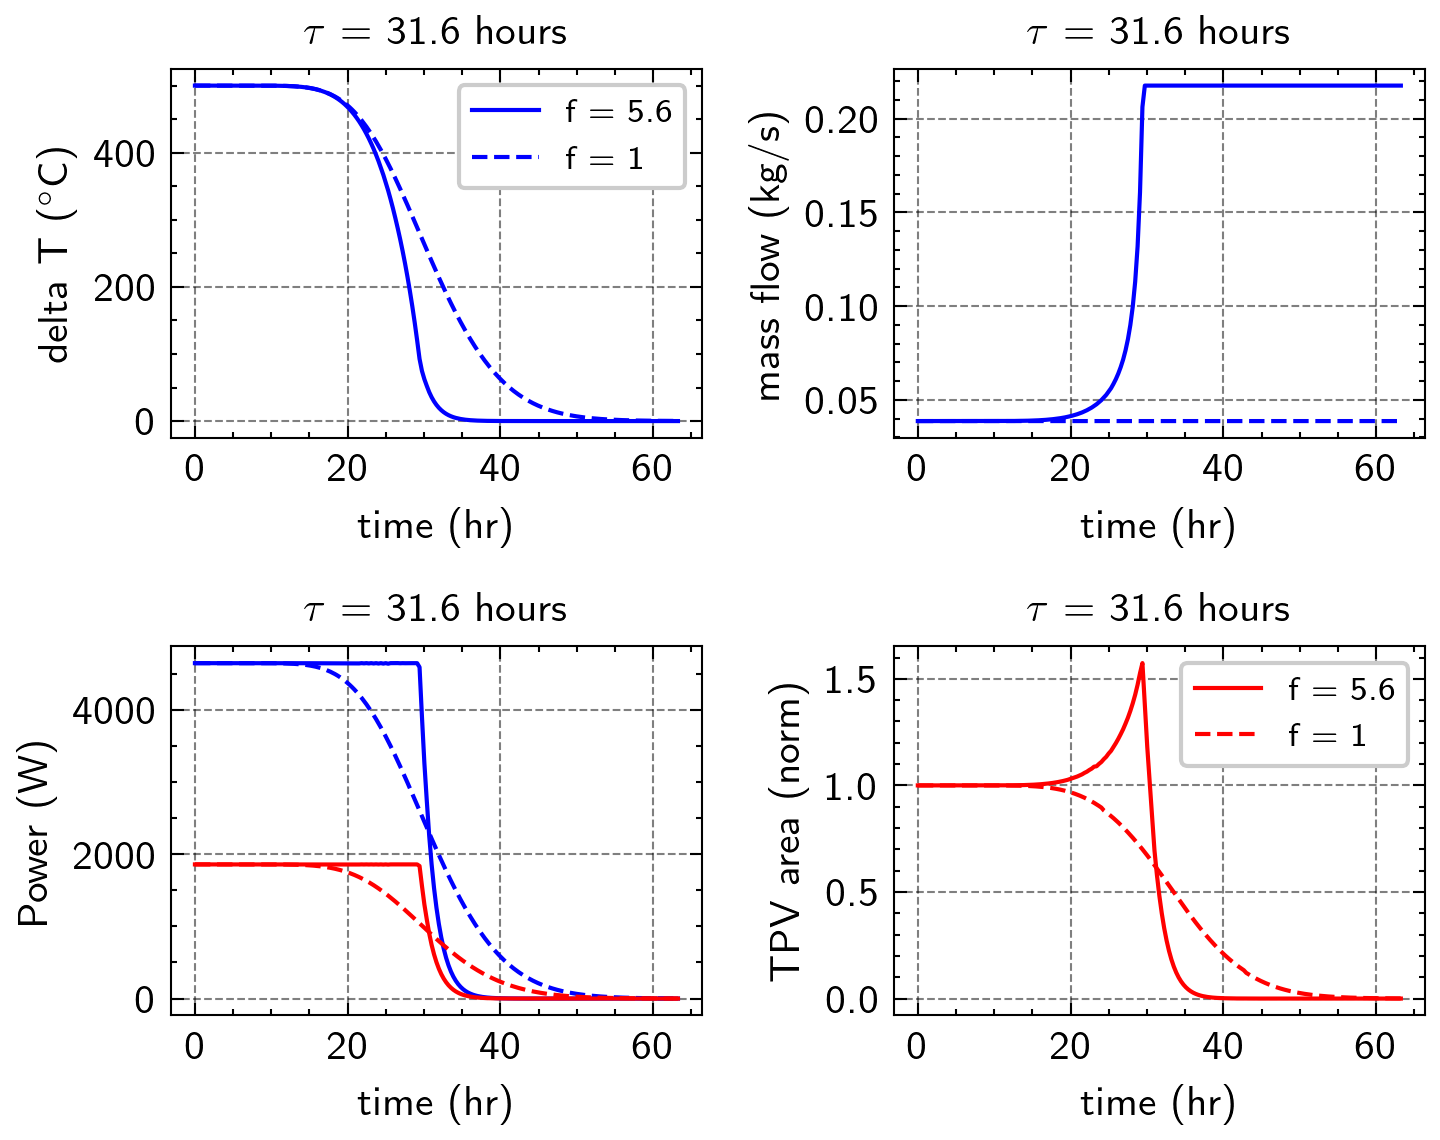 τ = 31.6 hours
delta T (°C)
400
200
0
f = 5.6
f = 1
0 20 40 60
time (hr)
τ = 31.6 hours
mass flow (kg/s)
0.20
0.15
0.10
0.05
0 20 40 60
time (hr)
τ = 31.6 hours
Power (W)
4000
2000
0
0 20 40 60
time (hr)
τ = 31.6 hours
TPV area (norm)
1.5
1.0
0.5
0.0
f = 5.6
f = 1
0 20 40 60
time (hr)